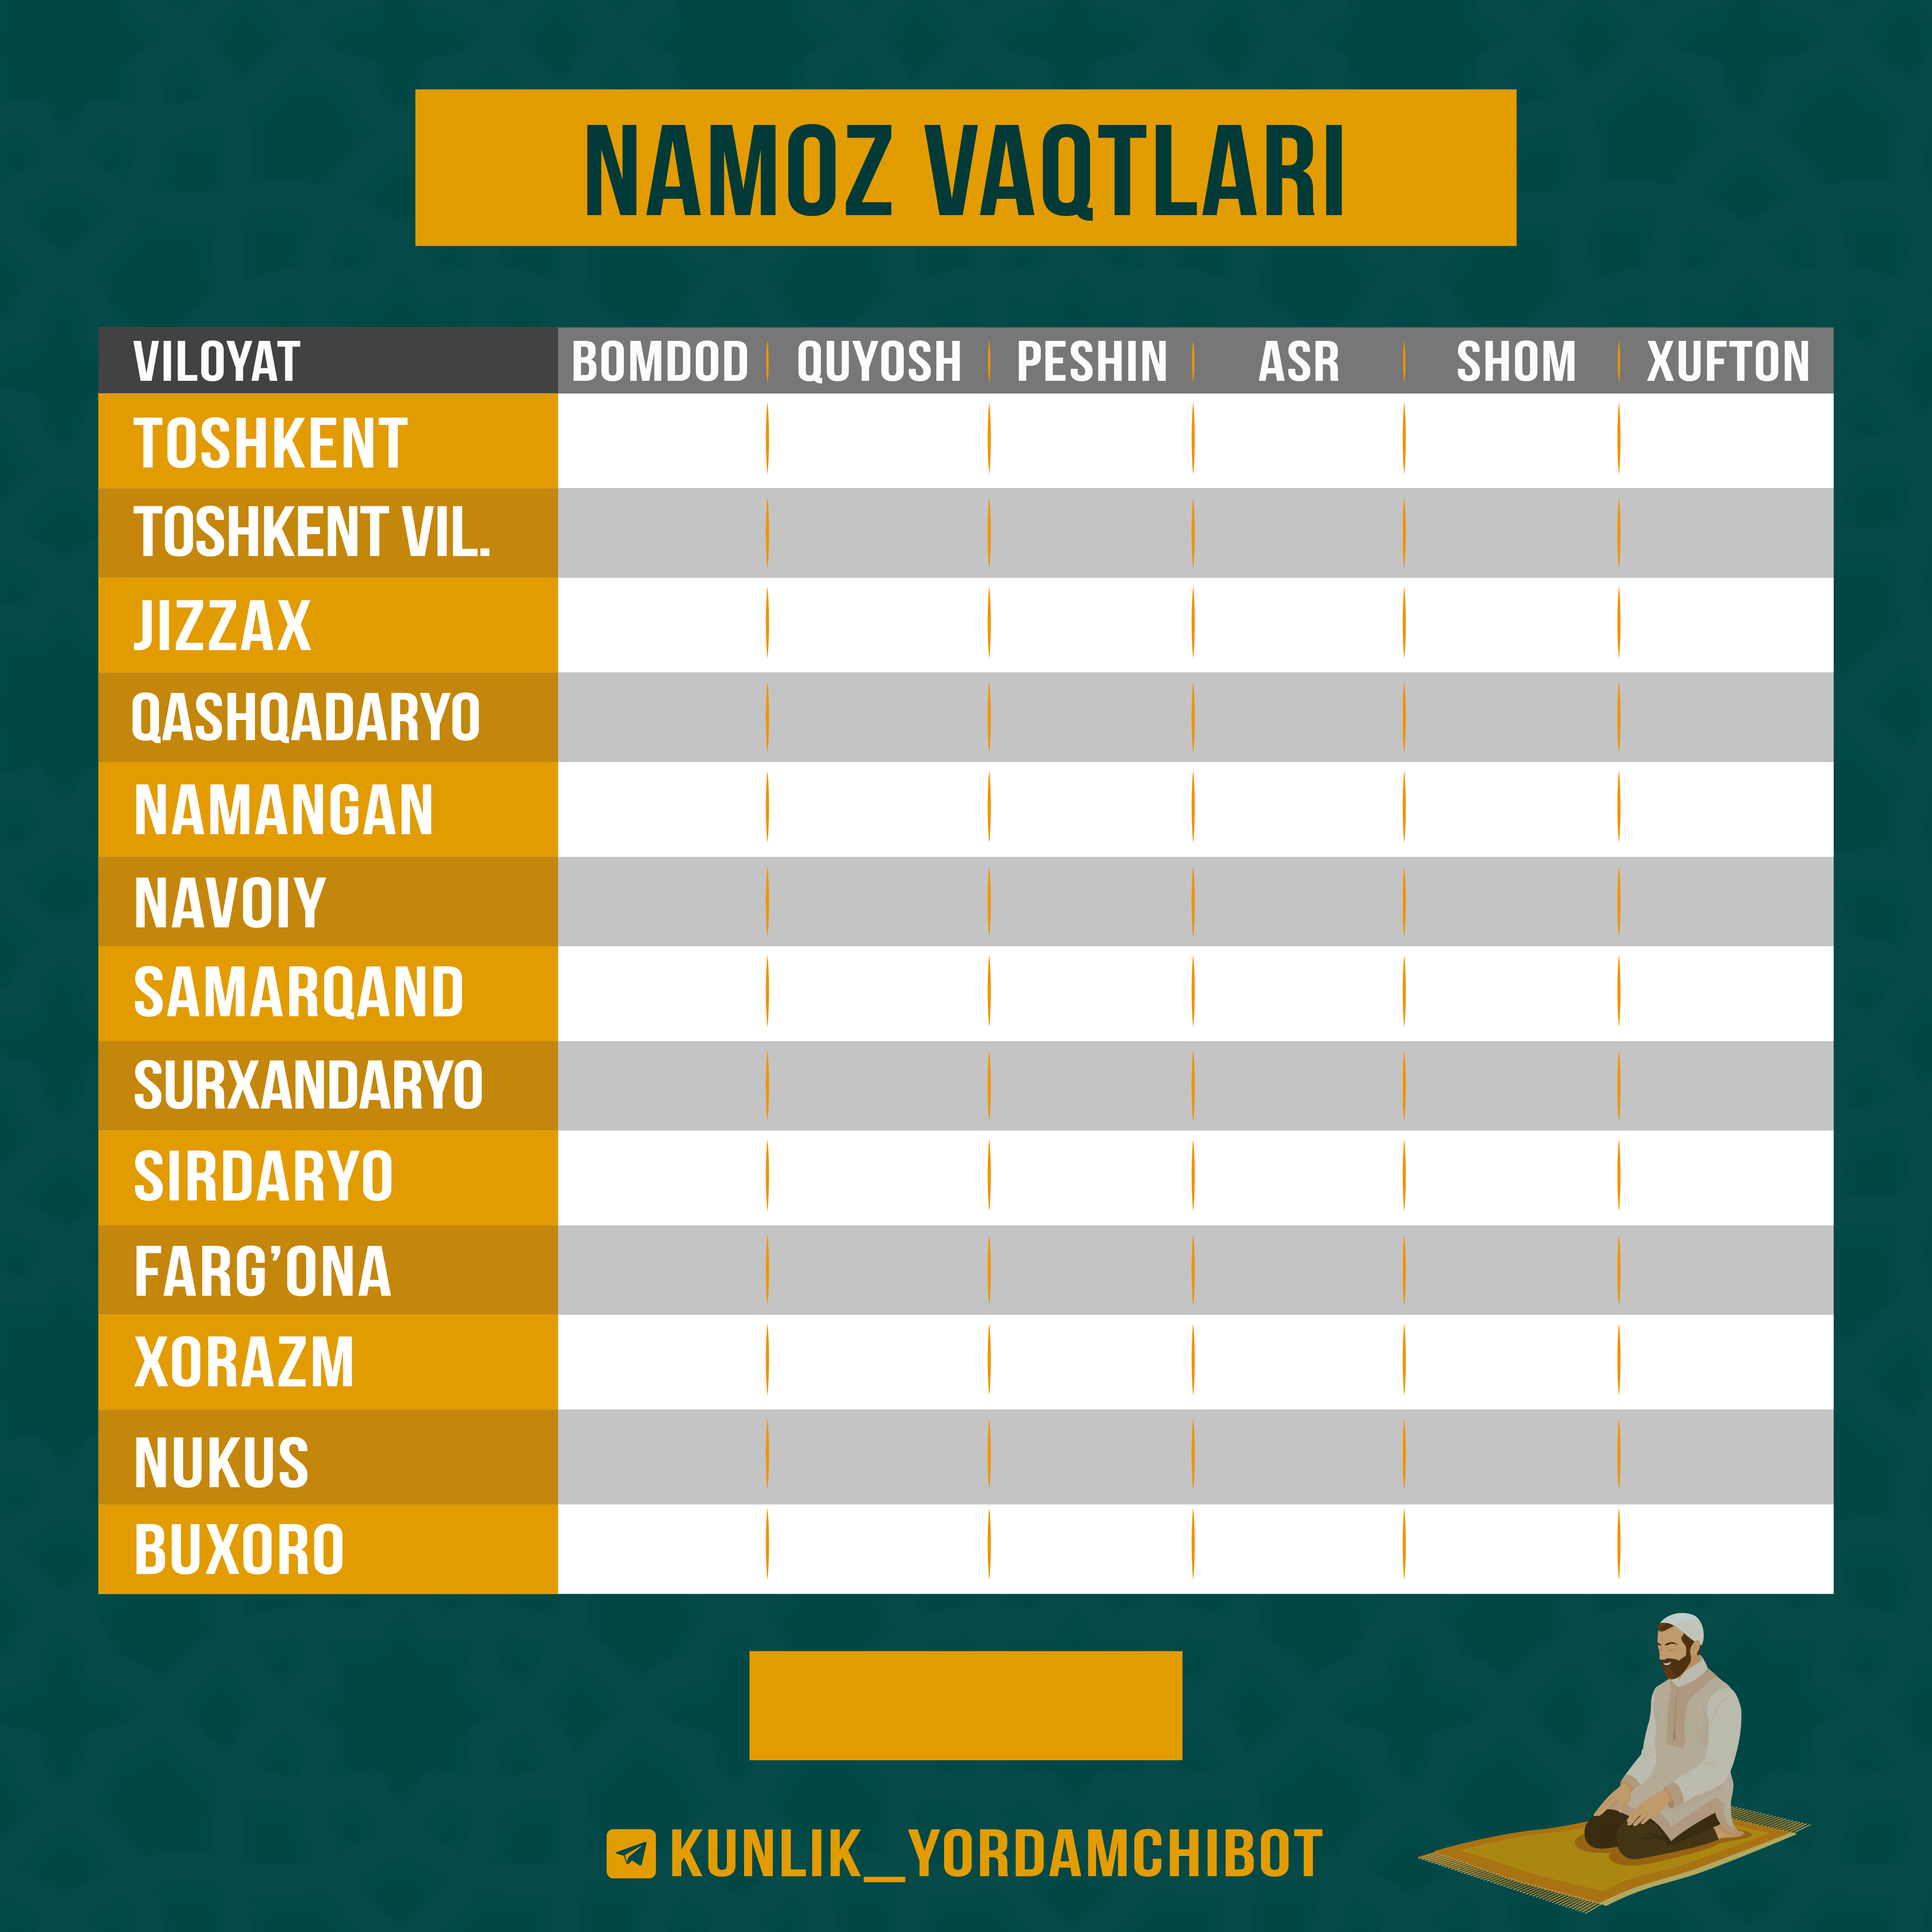 NAMOZ VAQTLARI
VILOYAT BOMDOD QUYOSH PESHIN ASR SHOM XUFTON
TOSHKENT
TOSHKENT VIL.
JIZZAX
QASHQADARYO
NAMANGAN
NAVOIY
SAMARQAND
SURXANDARYO
SIRDARYO
FARG’ONA
XORAZM
NUKUS
BUXORO
KUNLIK_YORDAMCHIBOT